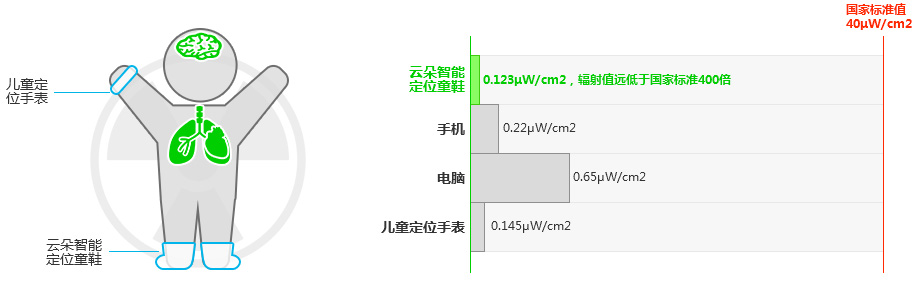 儿童定
位手表
云朵智能
定位童鞋
国家标准值
40μW/cm2
云朵智能
定位童鞋
0.123μW/cm2，辐射值远低于国家标准400倍
手机
0.22μW/cm2
电脑
0.65μW/cm2
儿童定位手表
0.145μW/cm2